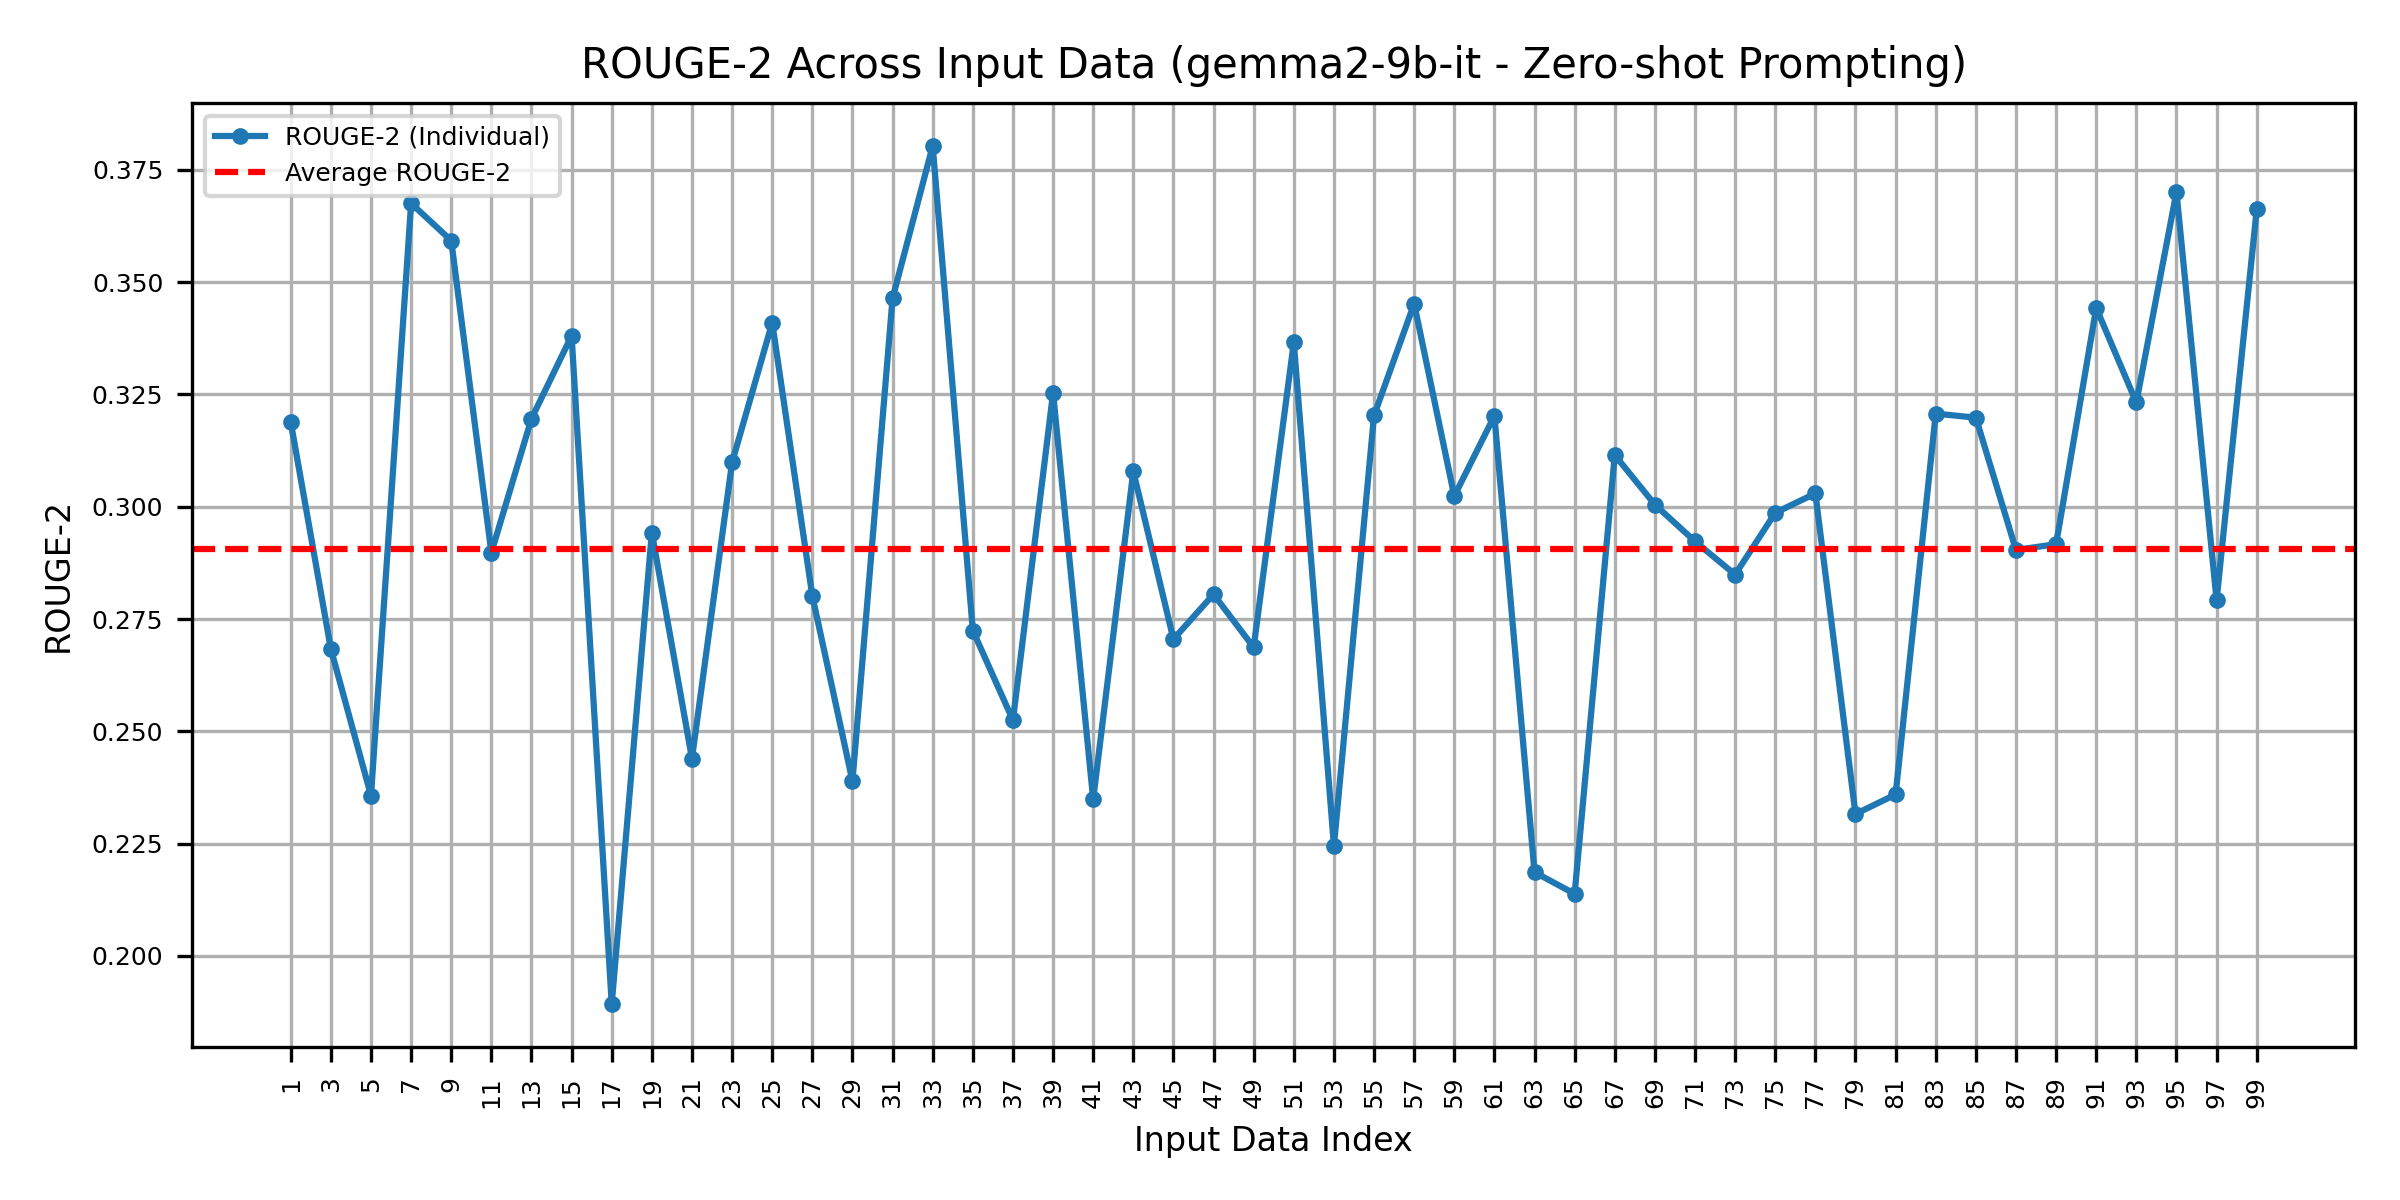 ROUGE-2 Across Input Data (gemma2-9b-it - Zero-shot Prompting)
ROUGE-2 (Individual)
Average ROUGE-2
ROUGE-2
0.375
0.350
0.325
0.300
0.275
0.250
0.225
0.200
1 3 5 7 9 11 13 15 17 19 21 23 25 27 29 31 33 35 37 39 41 43 45 47 49 51 53 55 57 59 61 63 65 67 69 71 73 75 77 79 81 83 85 87 89 91 93 95 97 99
Input Data Index